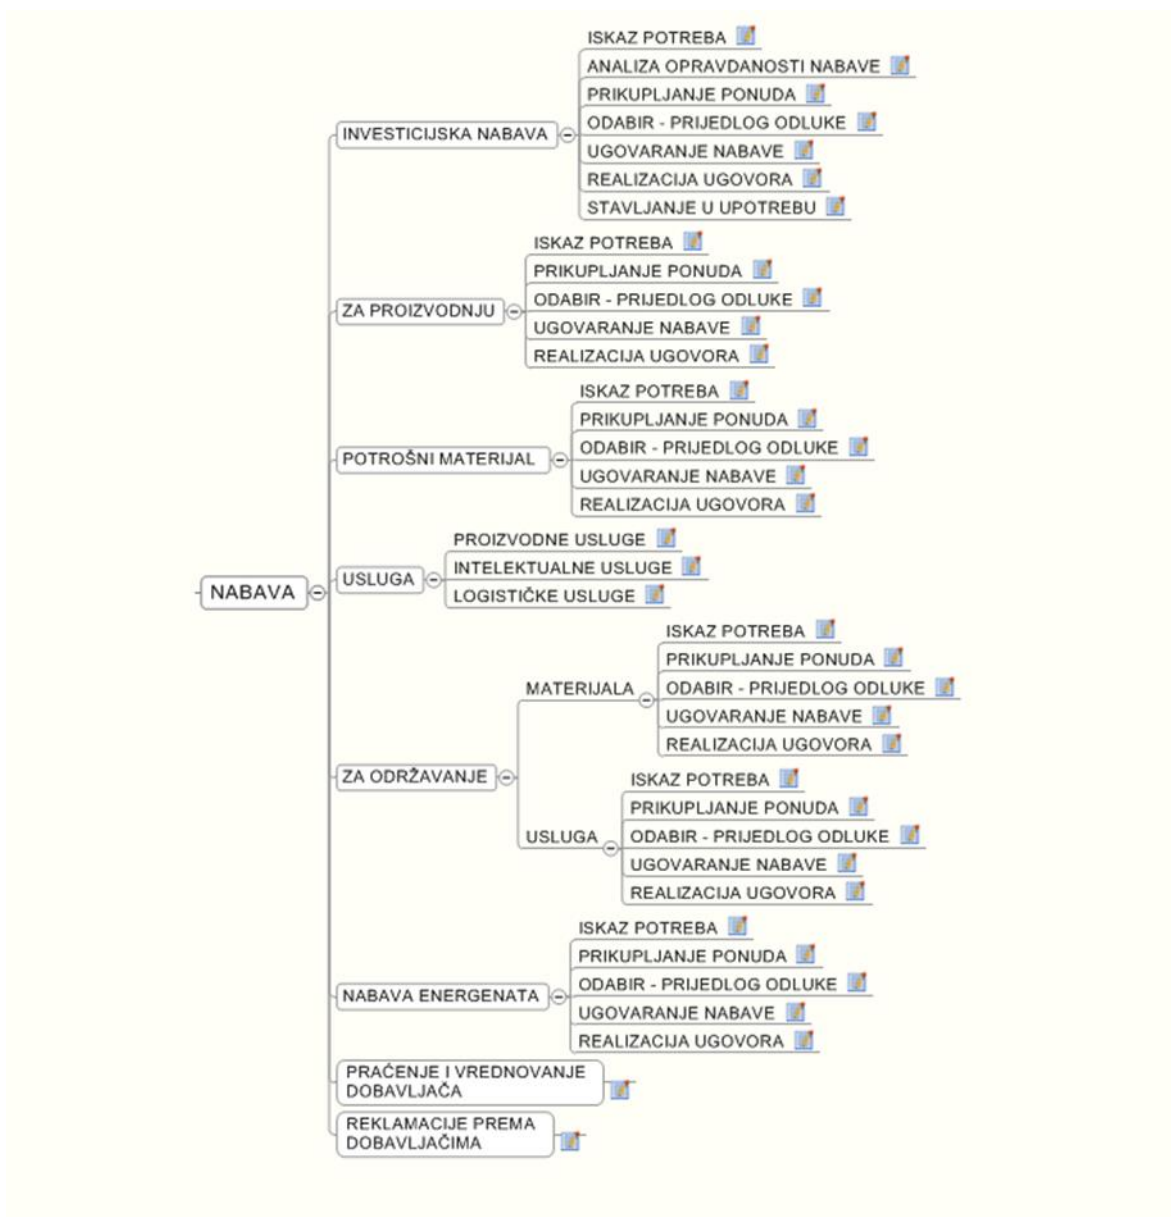 NABAVA
INVESTICIJSKA NABAVA
ISKAZ POTREBA
ANALIZA OPRAVDANOSTI NABAVE
PRIKUPLJANJE PONUDA
ODABIR - PRIJEDLOG ODLUKE
UGOVARANJE NABAVE
REALIZACIJA UGOVORA
STAVLJANJE U UPOTREBU
ZA PROIZVODNJU
ISKAZ POTREBA
PRIKUPLJANJE PONUDA
ODABIR - PRIJEDLOG ODLUKE
UGOVARANJE NABAVE
REALIZACIJA UGOVORA
POTROŠNI MATERIJAL
ISKAZ POTREBA
PRIKUPLJANJE PONUDA
ODABIR - PRIJEDLOG ODLUKE
UGOVARANJE NABAVE
REALIZACIJA UGOVORA
USLUGA
PROIZVODNE USLUGE
INTELEKTUALNE USLUGE
LOGISTIČKE USLUGE
ZA ODRŽAVANJE
MATERIJALA
ISKAZ POTREBA
PRIKUPLJANJE PONUDA
ODABIR - PRIJEDLOG ODLUKE
UGOVARANJE NABAVE
REALIZACIJA UGOVORA
USLUGA
ISKAZ POTREBA
PRIKUPLJANJE PONUDA
ODABIR - PRIJEDLOG ODLUKE
UGOVARANJE NABAVE
REALIZACIJA UGOVORA
NABAVA ENERGENATA
ISKAZ POTREBA
PRIKUPLJANJE PONUDA
ODABIR - PRIJEDLOG ODLUKE
UGOVARANJE NABAVE
REALIZACIJA UGOVORA
PRAĆENJE I VREDNOVANJE
DOBAVLJAČA
REKLAMACIJE PREMA
DOBAVLJAČIMA